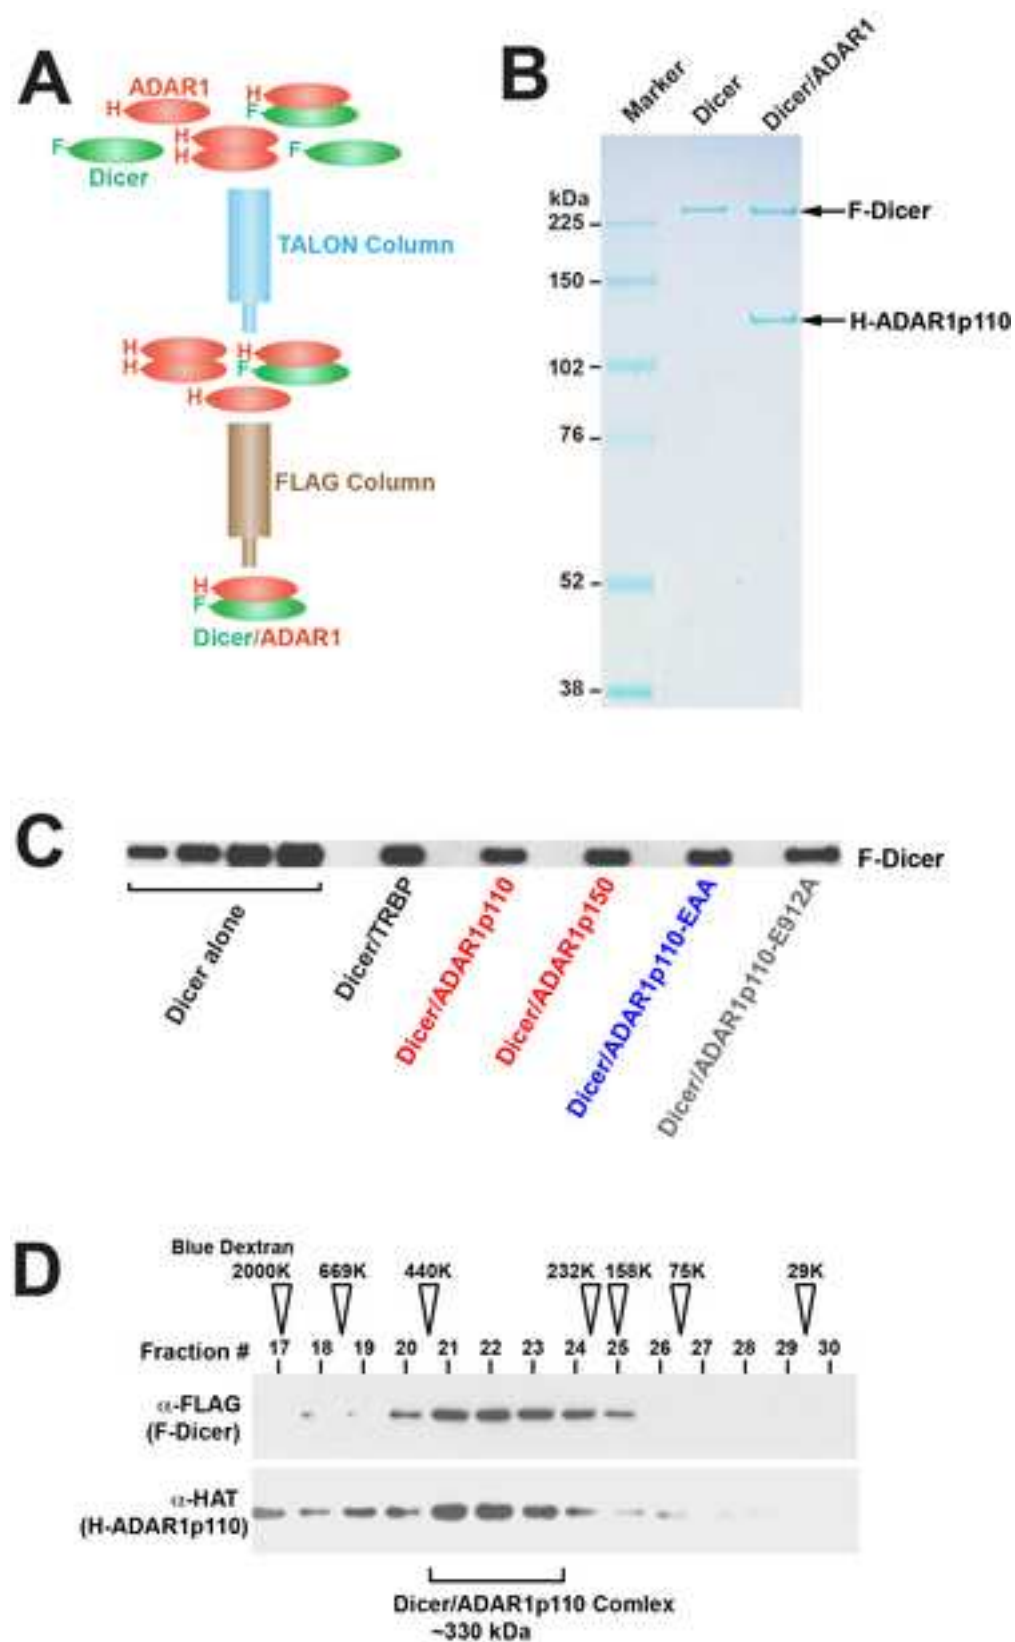 A
ADAR1
H
H
F
F
H
H
F
Dicer
TALON Column
H
H
H
F
H
FLAG Column
H
F
Dicer/ADAR1
B
Marker
Dicer
Dicer/ADAR1
kDa
225
150
102
76
52
38
F-Dicer
H-ADAR1p110
C
F-Dicer
Dicer alone
Dicer/TRBP
Dicer/ADAR1p110
Dicer/ADAR1p150
Dicer/ADAR1p110-EAA
Dicer/ADAR1p110-E912A
D
Blue Dextran
2000K 669K 440K 232K 158K 75K 29K
Fraction # 17 18 19 20 21 22 23 24 25 26 27 28 29 30
α-FLAG
(F-Dicer)
α-HAT
(H-ADAR1p110)
Dicer/ADAR1p110 Comlex
~330 kDa